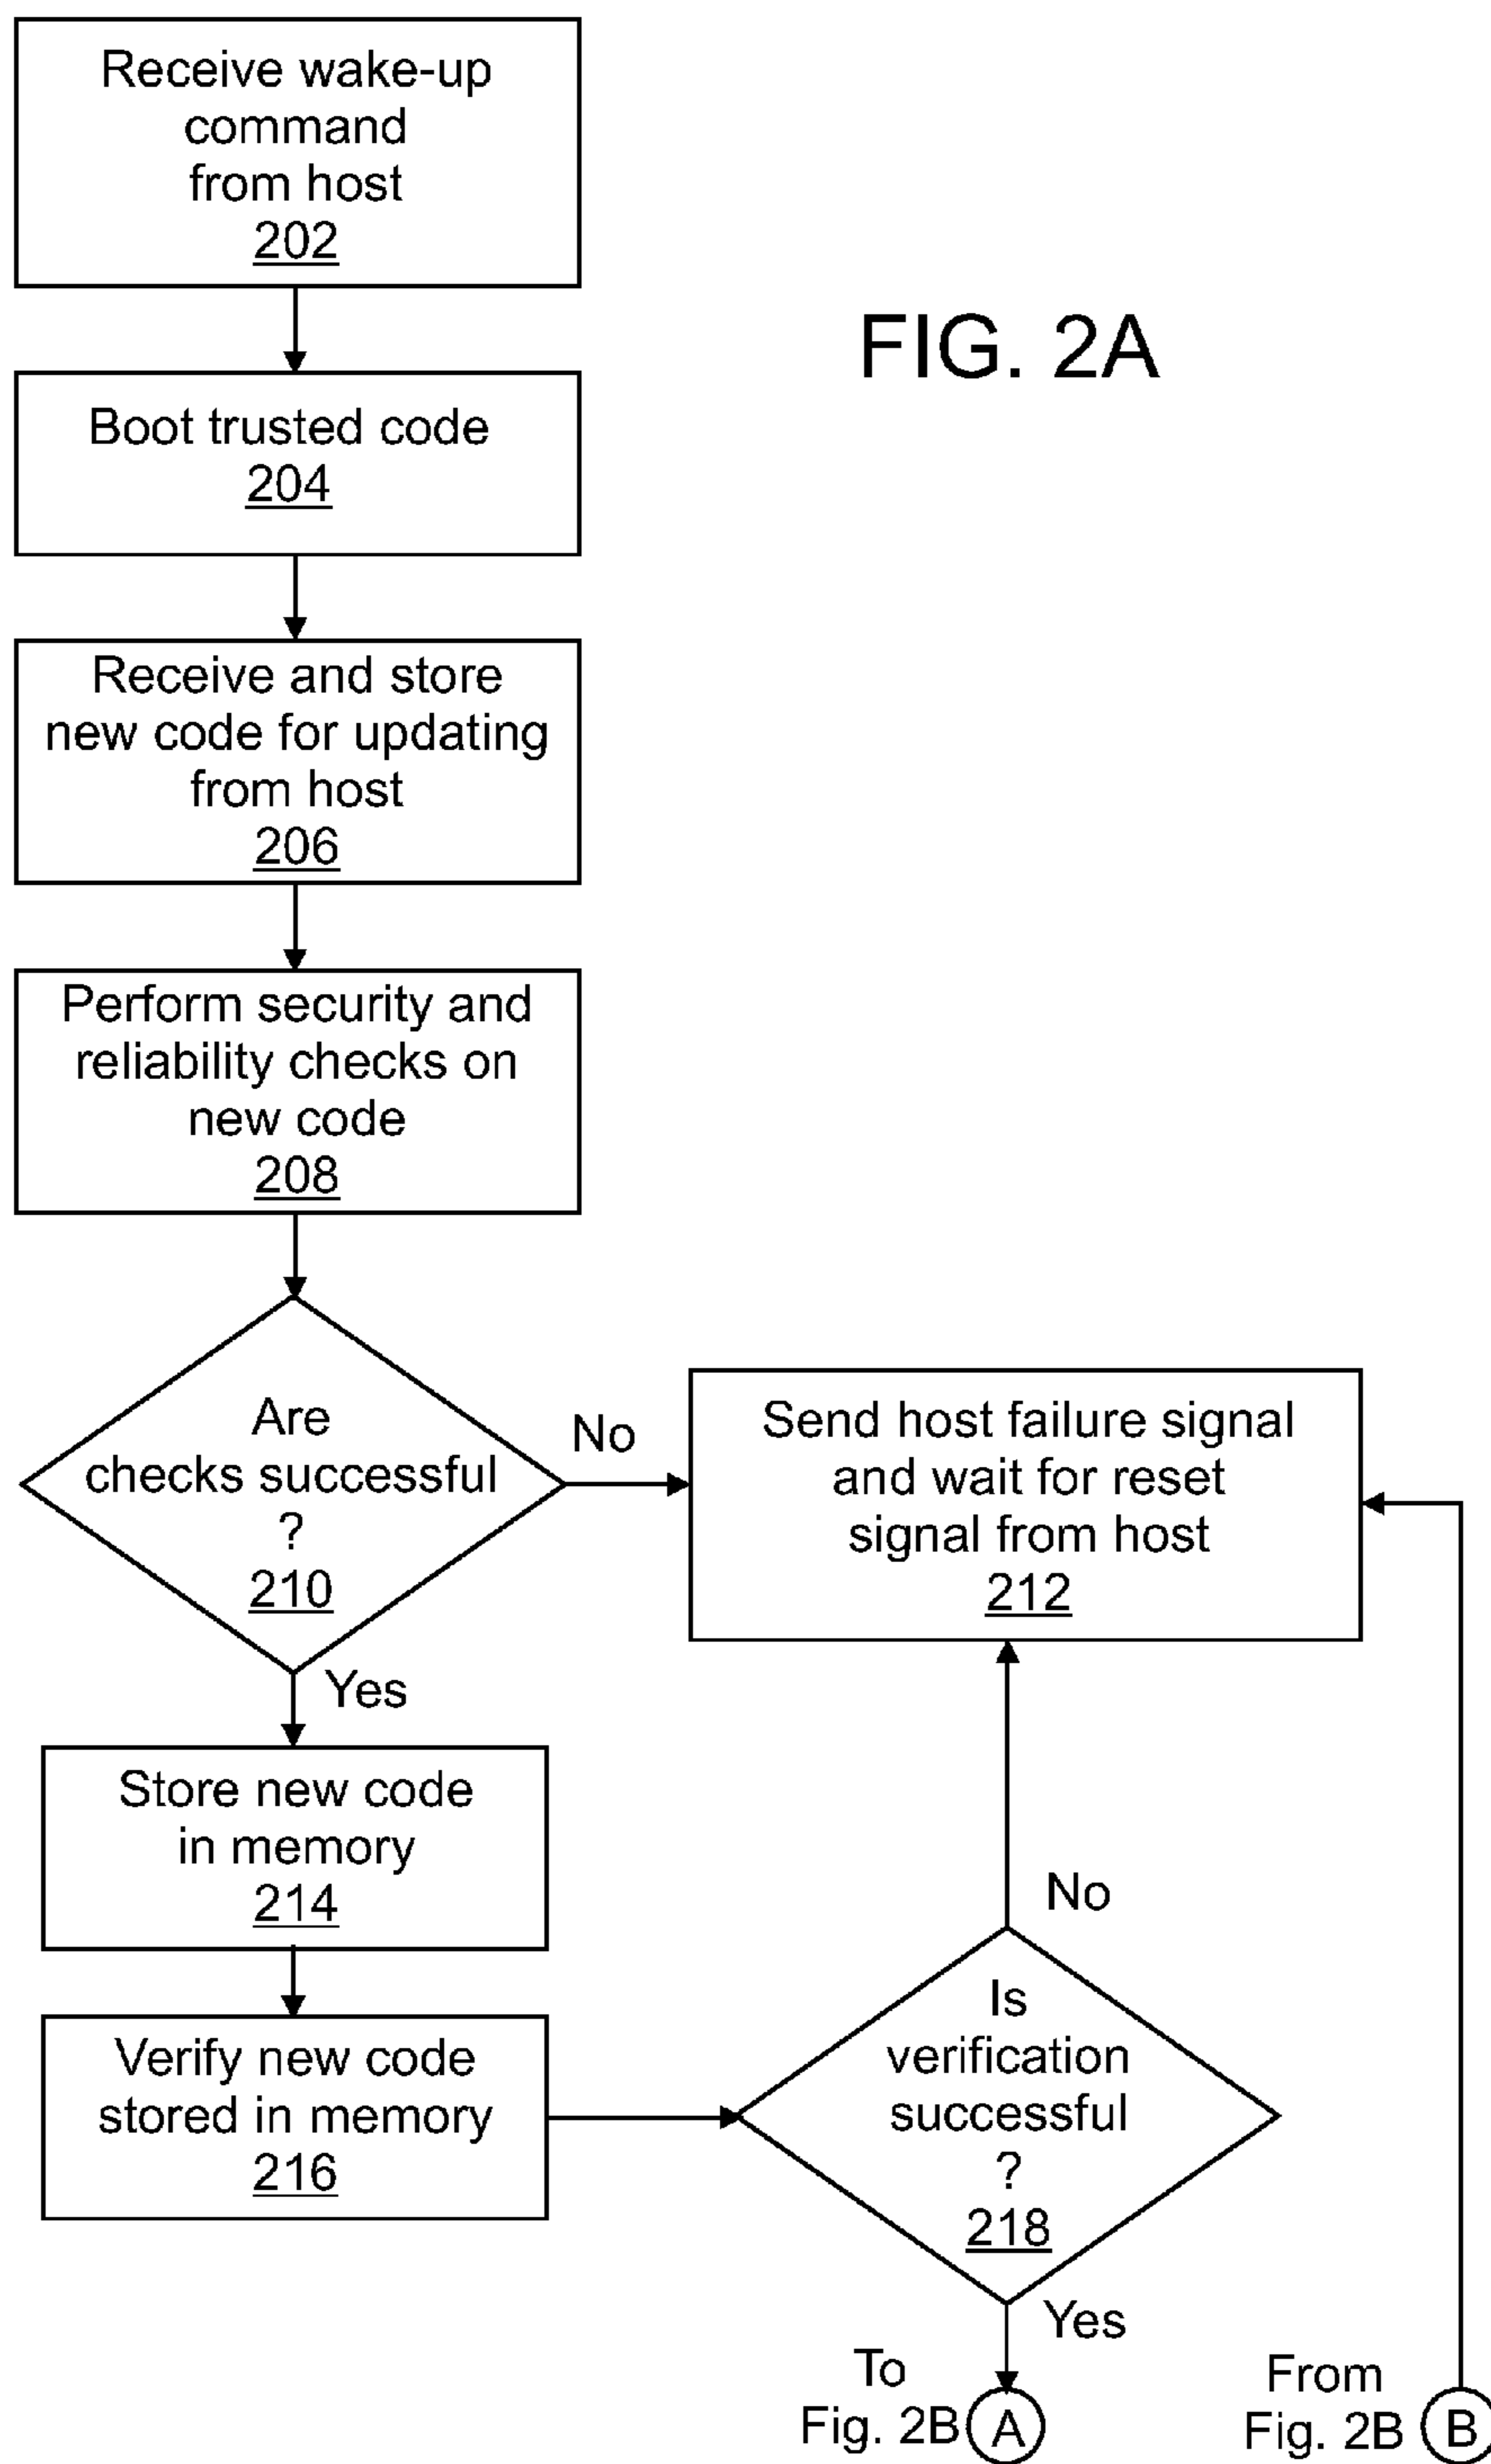 Receive wake-up
command
from host
202
FIG. 2A
Boot trusted code
204
Receive and store
new code for updating
from host
206
Perform security and
reliability checks on
new code
208
Are
checks successful
?
210
No
Send host failure signal
and wait for reset
signal from host
212
Yes
Store new code
in memory
214
Verify new code
stored in memory
216
No
Is
verification
successful
?
218
Yes
To
Fig. 2B
A
From
Fig. 2B
B